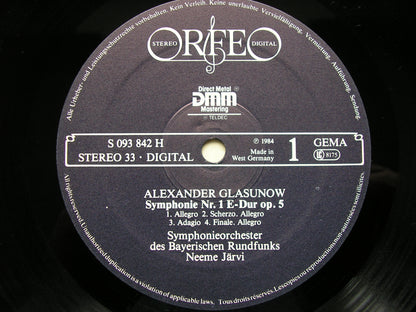 Alle Urheber- und Leistungsschutzrechte vorbehalten. Kein Verleih. Keine unerlaubte Vervielfältigung, Vermietung, Aufführung, Sendung!
ORFEO
STEREO DIGITAL
Direct Metal
DMM
Mastering
® TELDEC
S 093 842 H
STEREO 33 · DIGITAL
℗ 1984
Made in
West Germany
1
GEMA
LC 8175
ALEXANDER GLASUNOW
Symphonie Nr. 1 E-Dur op. 5
1. Allegro 2. Scherzo. Allegro
3. Adagio 4. Finale. Allegro
Symphonieorchester
des Bayerischen Rundfunks
Neeme Järvi
All rights reserved. Unauthorized duplication is a violation of applicable laws.